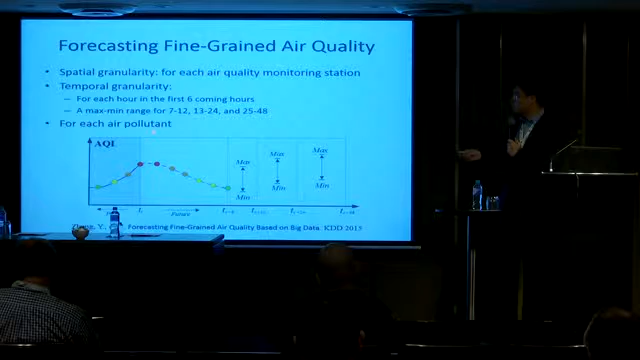 Forecasting Fine-Grained Air Quality
• Spatial granularity: for each air quality monitoring station
• Temporal granularity:
– For each hour in the first 6 coming hours
– A max-min range for 7-12, 13-24, and 25-48
• For each air pollutant
AQI
Max Max Max
Min Min Min
Future
Forecasting Fine-Grained Air Quality Based on Big Data. KDD 2015